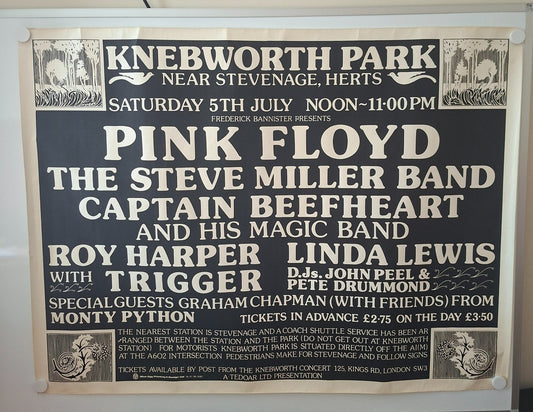 KNEBWORTH PARK
NEAR STEVENAGE, HERTS
SATURDAY 5TH JULY NOON~11·00PM
FREDERICK BANNISTER PRESENTS
PINK FLOYD
THE STEVE MILLER BAND
CAPTAIN BEEFHEART
AND HIS MAGIC BAND
ROY HARPER LINDA LEWIS
WITH TRIGGER D.Js. JOHN PEEL &
PETE DRUMMOND
SPECIAL GUESTS GRAHAM CHAPMAN (WITH FRIENDS) FROM
MONTY PYTHON TICKETS IN ADVANCE £2·75 ON THE DAY £3·50
THE NEAREST STATION IS STEVENAGE AND A COACH SHUTTLE SERVICE HAS BEEN AR
RANGED BETWEEN THE STATION AND THE PARK (DO NOT GET OUT AT KNEBWORTH
STATION) FOR MOTORISTS KNEBWORTH PARK IS SITUATED DIRECTLY OFF THE A1(M)
AT THE A602 INTERSECTION PEDESTRIANS MAKE FOR STEVENAGE AND FOLLOW SIGNS
TICKETS AVAILABLE BY POST FROM THE KNEBWORTH CONCERT 125, KINGS RD, LONDON SW3
A TEDOAR LTD PRESENTATION